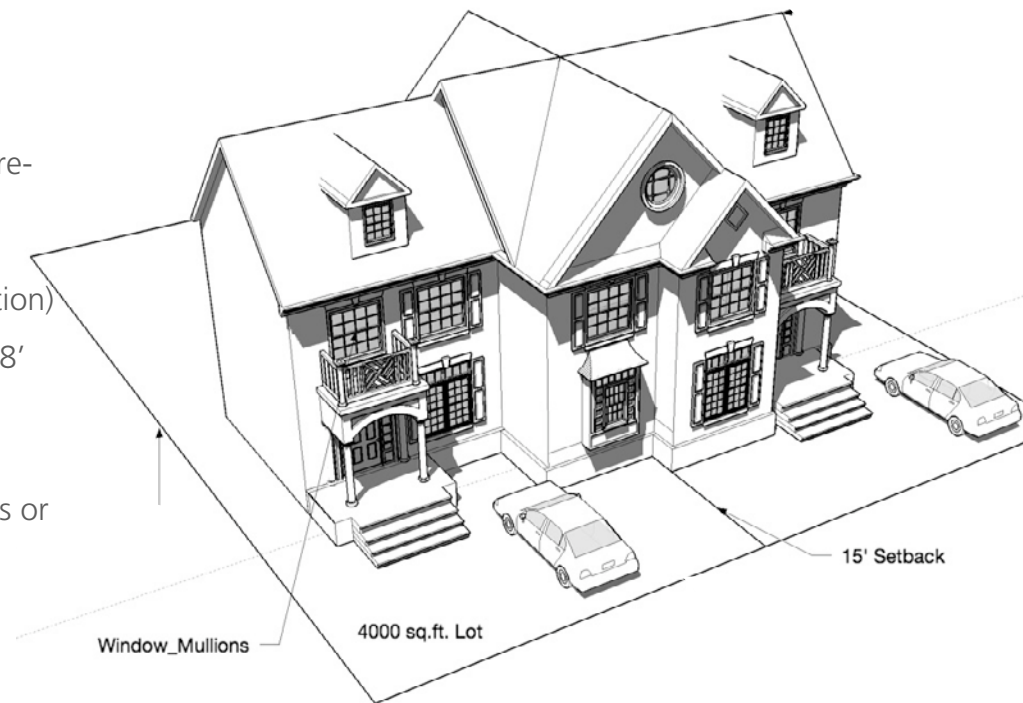 re-
tion)
8’
s or
15' Setback
4000 sq.ft. Lot
Window_Mullions